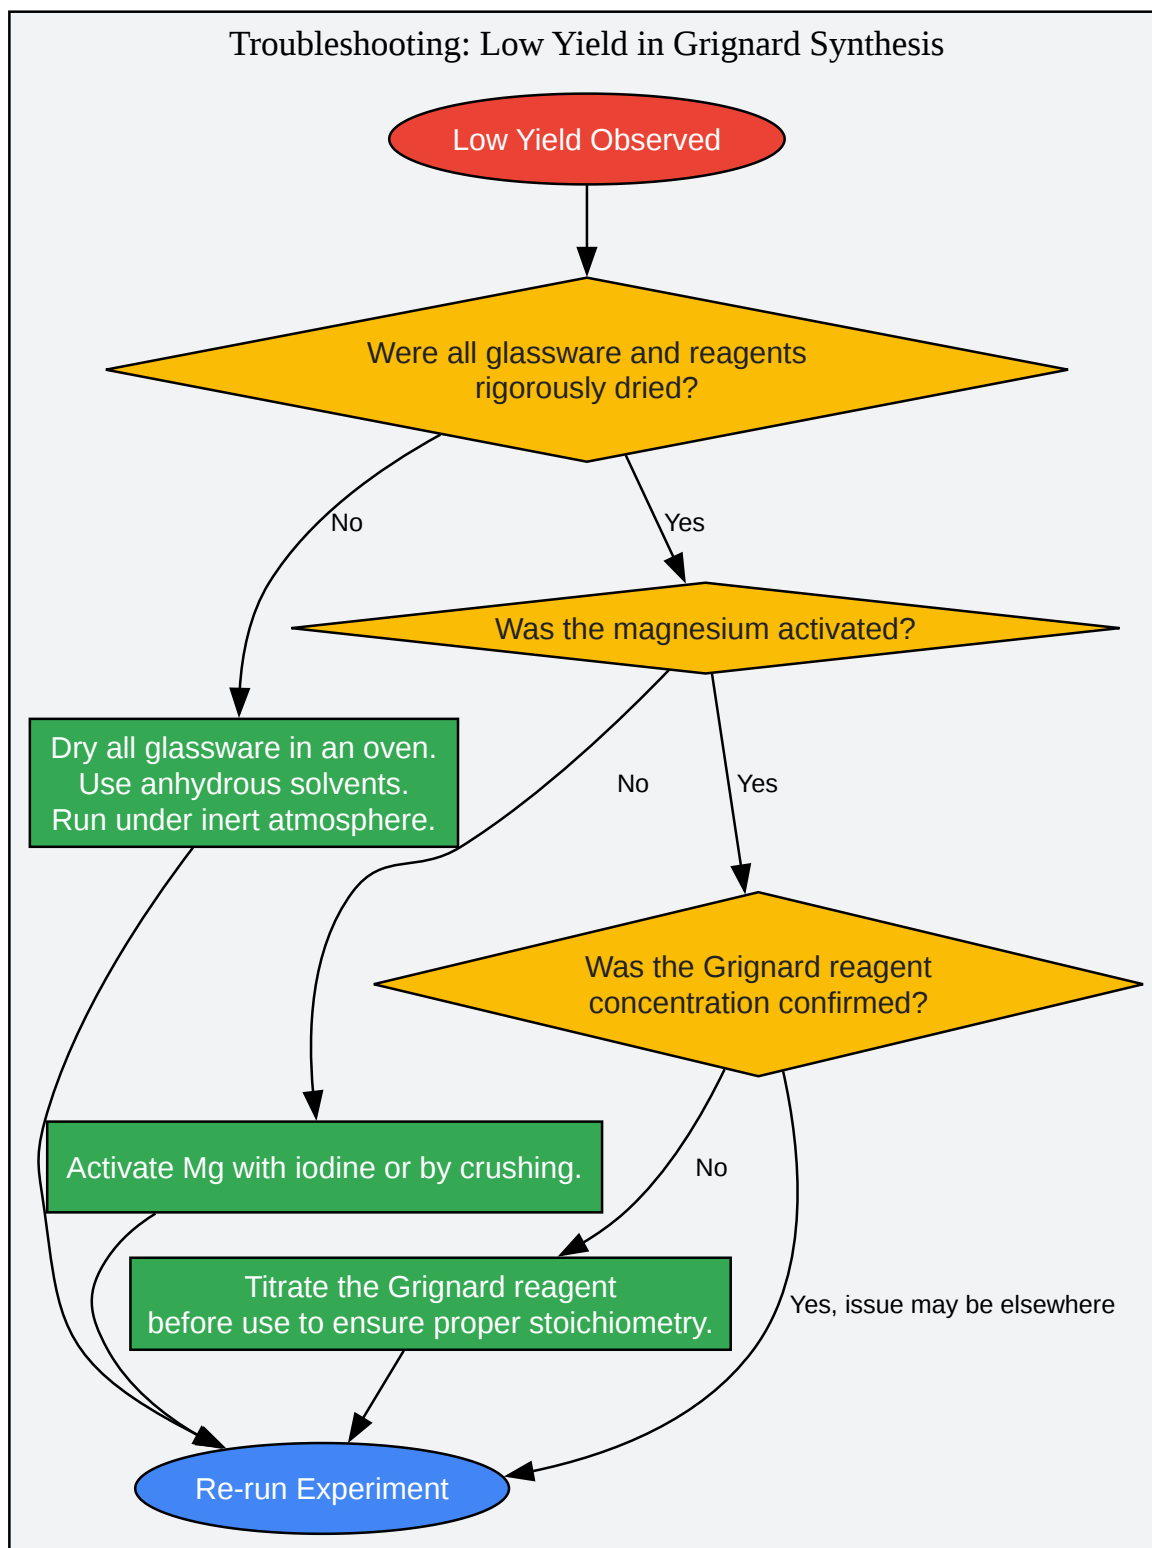 Troubleshooting: Low Yield in Grignard Synthesis
Low Yield Observed
Were all glassware and reagents
rigorously dried?
No
Yes
Was the magnesium activated?
Dry all glassware in an oven.
Use anhydrous solvents.
Run under inert atmosphere.
No
Yes
Was the Grignard reagent
concentration confirmed?
Activate Mg with iodine or by crushing.
No
Titrate the Grignard reagent
before use to ensure proper stoichiometry.
Yes, issue may be elsewhere
Re-run Experiment